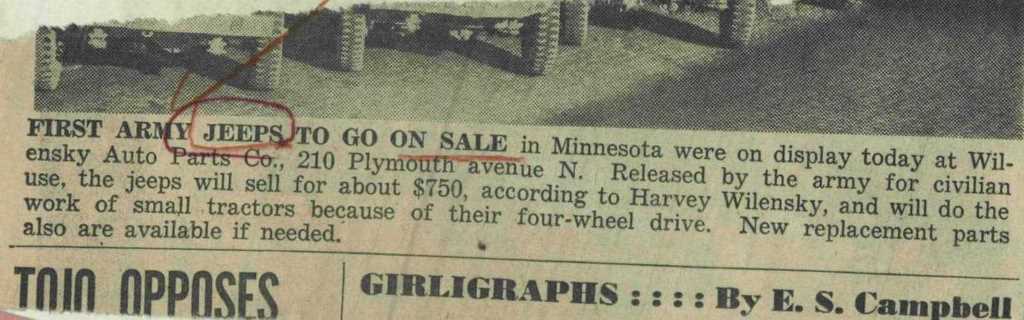 FIRST ARMY JEEPS TO GO ON SALE in Minnesota were on display today at Wil-
ensky Auto Parts Co., 210 Plymouth avenue N. Released by the army for civilian
use, the jeeps will sell for about $750, according to Harvey Wilensky, and will do the
work of small tractors because of their four-wheel drive. New replacement parts
also are available if needed.
TOJO OPPOSES
GIRLIGRAPHS : : : : By E. S. Campbell